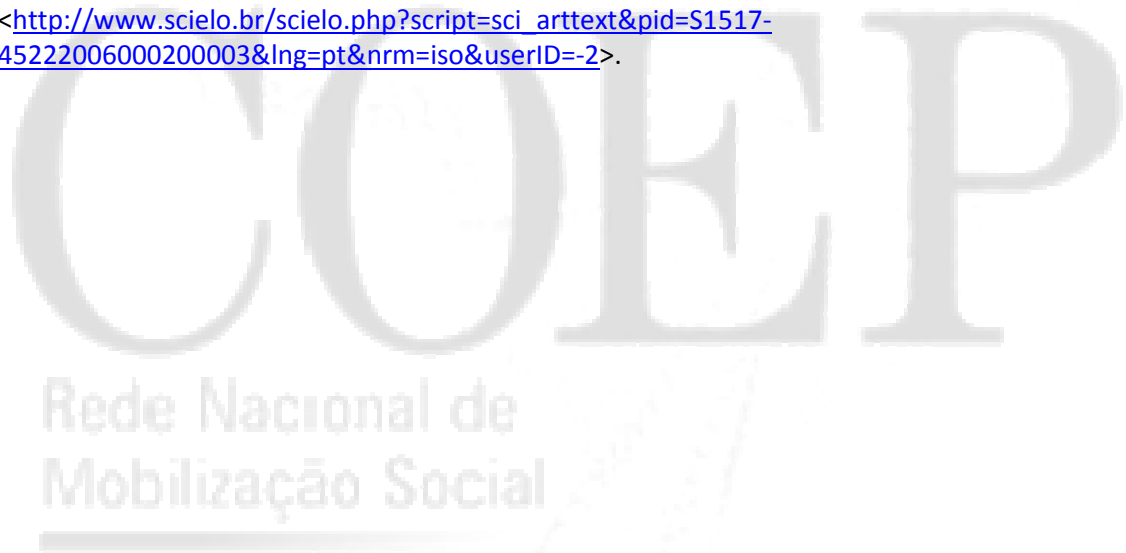 <http://www.scielo.br/scielo.php?script=sci_arttext&pid=S1517-
45222006000200003&lng=pt&nrm=iso&userID=-2>.
COEP
Rede Nacional de
Mobilização Social